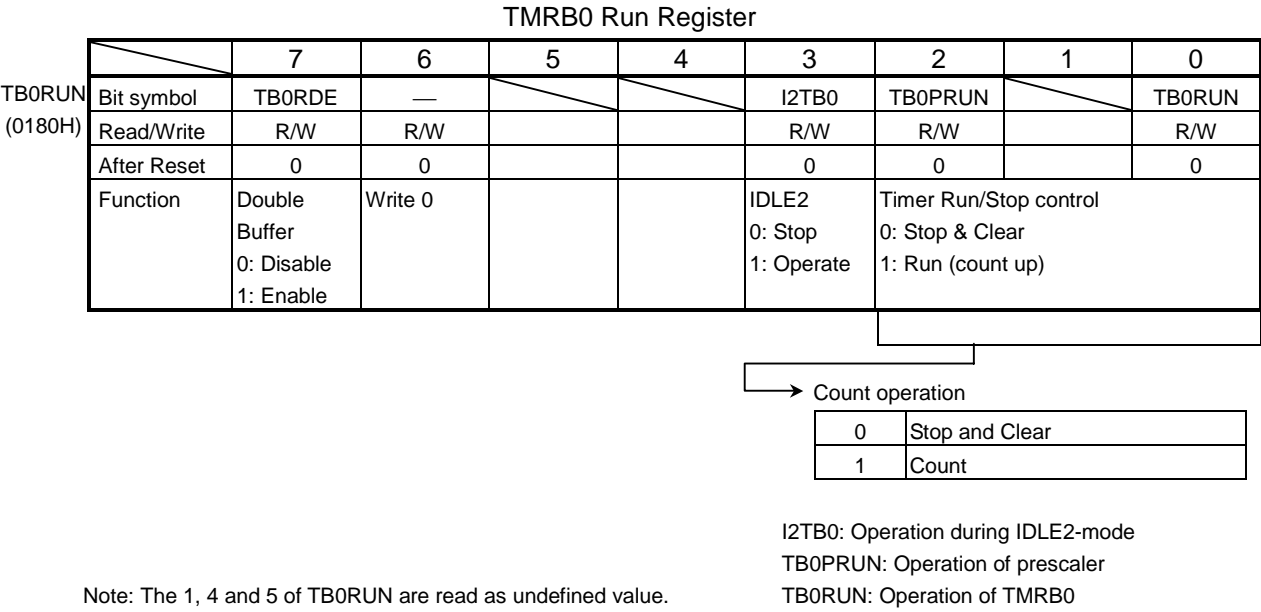 TMRB0 Run Register
7 6 5 4 3 2 1 0
TB0RUN Bit symbol TB0RDE — I2TB0 TB0PRUN TB0RUN
(0180H) Read/Write R/W R/W R/W R/W R/W
After Reset 0 0 0 0 0
Function Double Write 0 IDLE2 Timer Run/Stop control
Buffer 0: Stop 0: Stop & Clear
0: Disable 1: Operate 1: Run (count up)
1: Enable
Count operation
0 Stop and Clear
1 Count
I2TB0: Operation during IDLE2-mode
TB0PRUN: Operation of prescaler
Note: The 1, 4 and 5 of TB0RUN are read as undefined value. TB0RUN: Operation of TMRB0